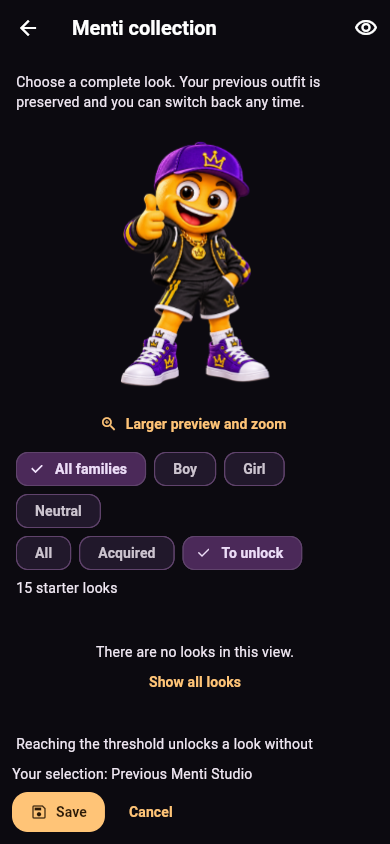 Menti collection
Choose a complete look. Your previous outfit is
preserved and you can switch back any time.
Larger preview and zoom
All families
Boy
Girl
Neutral
All
Acquired
To unlock
15 starter looks
There are no looks in this view.
Show all looks
Reaching the threshold unlocks a look without
Your selection: Previous Menti Studio
Save
Cancel